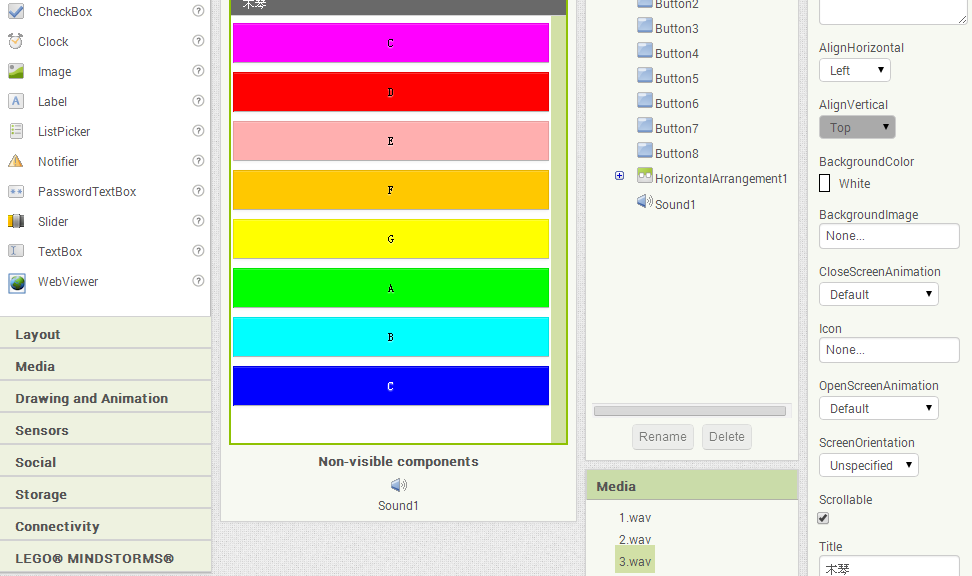 CheckBox
Clock
Image
Label
ListPicker
Notifier
PasswordTextBox
Slider
TextBox
WebViewer
Layout
Media
Drawing and Animation
Sensors
Social
Storage
Connectivity
LEGO® MINDSTORMS®
木琴
C
D
E
F
G
A
B
C
Non-visible components
Sound1
Button2
Button3
Button4
Button5
Button6
Button7
Button8
HorizontalArrangement1
Sound1
Rename
Delete
Media
1.wav
2.wav
3.wav
AlignHorizontal
Left
AlignVertical
Top
BackgroundColor
White
BackgroundImage
None...
CloseScreenAnimation
Default
Icon
None...
OpenScreenAnimation
Default
ScreenOrientation
Unspecified
Scrollable
Title
木琴